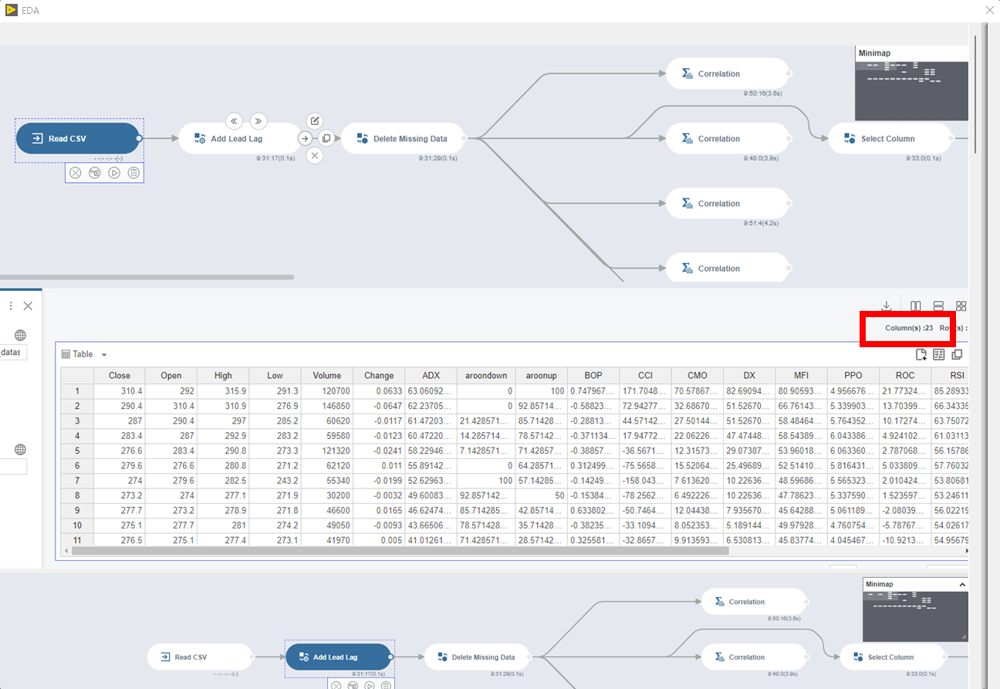 EDA
Minimap
Correlation
9:50:16(3.6s)
Read CSV
Add Lead Lag
Delete Missing Data
Correlation
Select Column
- -:- -:- -(-)
9:31:17(0.1s)
9:31:29(0.1s)
9:48:0(3.9s)
9:33:0(0.1s)
Correlation
9:51:4(4.2s)
Correlation
Column(s) :23 Row(s) :
_datas
Table
Close Open High Low Volume Change ADX aroondown aroonup BOP CCI CMO DX MFI PPO ROC RSI
1 310.4 292 315.9 291.3 120700 0.0633 63.06092... 0 100 0.747967... 171.7048... 70.57867... 82.69094... 80.90593... 4.956676... 21.77324... 85.28933
2 290.4 310.4 310.9 276.9 146850 -0.0647 62.23705... 0 92.85714... -0.58823... 72.94277... 32.68670... 51.52670... 66.76143... 5.339903... 13.70399... 66.34335
3 287 290.4 297 285.2 60620 -0.0117 61.47203... 21.428571... 85.71428... -0.28813... 44.57142... 27.50144... 51.52670... 58.48464... 5.764352... 10.17274... 63.75072
4 283.4 287 292.9 283.2 59580 -0.0123 60.47220... 14.285714... 78.57142... -0.371134... 17.94772... 22.06226... 47.47448... 58.54389... 6.043386... 4.924102... 61.03113
5 276.6 283.4 290.8 273.3 121320 -0.0241 58.22946... 7.1428571... 71.42857... -0.38857... -36.5671... 12.31573... 29.07387... 53.96018... 6.063360... 2.787068... 56.15786
6 279.6 276.6 280.8 271.2 62120 0.011 55.89142... 0 64.28571... 0.312499... -75.5658... 15.52064... 25.49689... 52.51410... 5.816431... 5.033809... 57.76032
7 274 279.6 282.5 243.2 55340 -0.0199 52.62963... 100 57.14285... -0.14249... -158.043... 7.613620... 10.22636... 48.59686... 5.565323... 2.010424... 53.80681
8 273.2 274 277.1 271.9 30200 -0.0032 49.60083... 92.857142... 50 -0.15384... -78.2562... 6.492226... 10.22636... 47.78623... 5.337590... 1.523597... 53.24611
9 277.7 273.2 278.9 271.8 46600 0.0165 46.62474... 85.714285... 42.85714... 0.633802... -50.7464... 12.04438... 7.935670... 45.64288... 5.061189... -2.08039... 56.02219
10 275.1 277.7 281 274.2 49050 -0.0093 43.66506... 78.571428... 35.71428... -0.38235... -33.1094... 8.052353... 5.189144... 49.97928... 4.760754... -5.78767... 54.02617
11 276.5 275.1 277.4 273.1 41970 0.005 41.01261... 71.428571... 28.57142... 0.325581... -32.8657... 9.913593... 6.530813... 45.83774... 4.045467... -10.9213... 54.95679
Minimap
Correlation
9:50:16(3.6s)
Read CSV
Add Lead Lag
Delete Missing Data
Correlation
Select Column
- -:- -:- -(-)
9:31:17(0.1s)
9:31:29(0.1s)
9:48:0(3.9s)
9:33:0(0.1s)